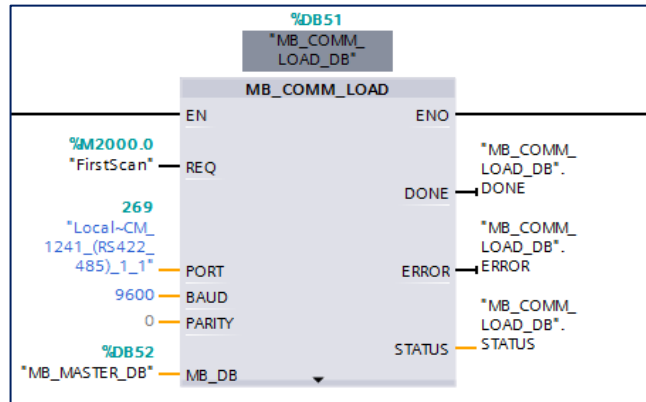 %DB51
"MB_COMM_
LOAD_DB"
MB_COMM_LOAD
EN
ENO
%M2000.0
"FirstScan"
REQ
"MB_COMM_
LOAD_DB".
DONE
DONE
269
"Local~CM_
1241_(RS422_
485)_1_1"
PORT
"MB_COMM_
LOAD_DB".
ERROR
ERROR
9600
BAUD
0
PARITY
"MB_COMM_
LOAD_DB".
STATUS
STATUS
%DB52
"MB_MASTER_DB"
MB_DB